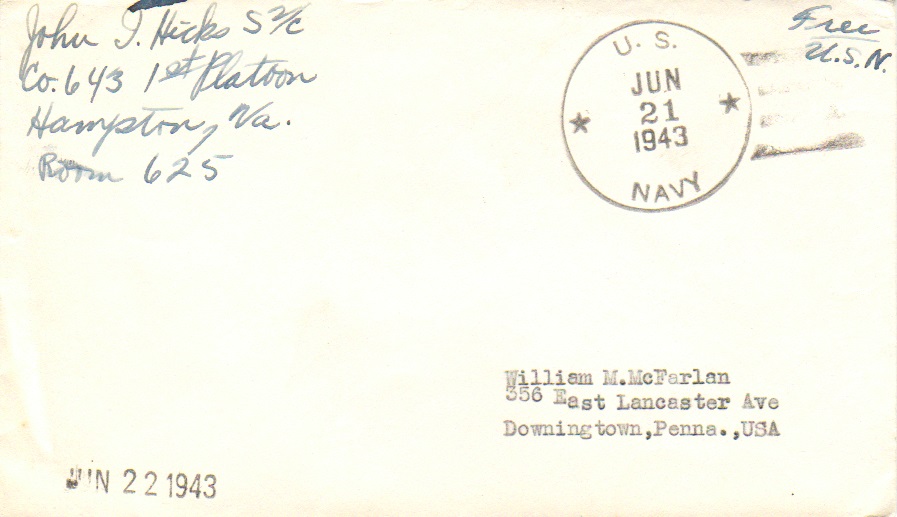 John I. Hicks S 2/c
Co. 643 1st Platoon
Hampton, Va.
Room 625
Free
U.S.N.
U. S.
JUN
21
1943
NAVY
William M.McFarlan
356 East Lancaster Ave
Downingtown,Penna.,USA
JUN 22 1943